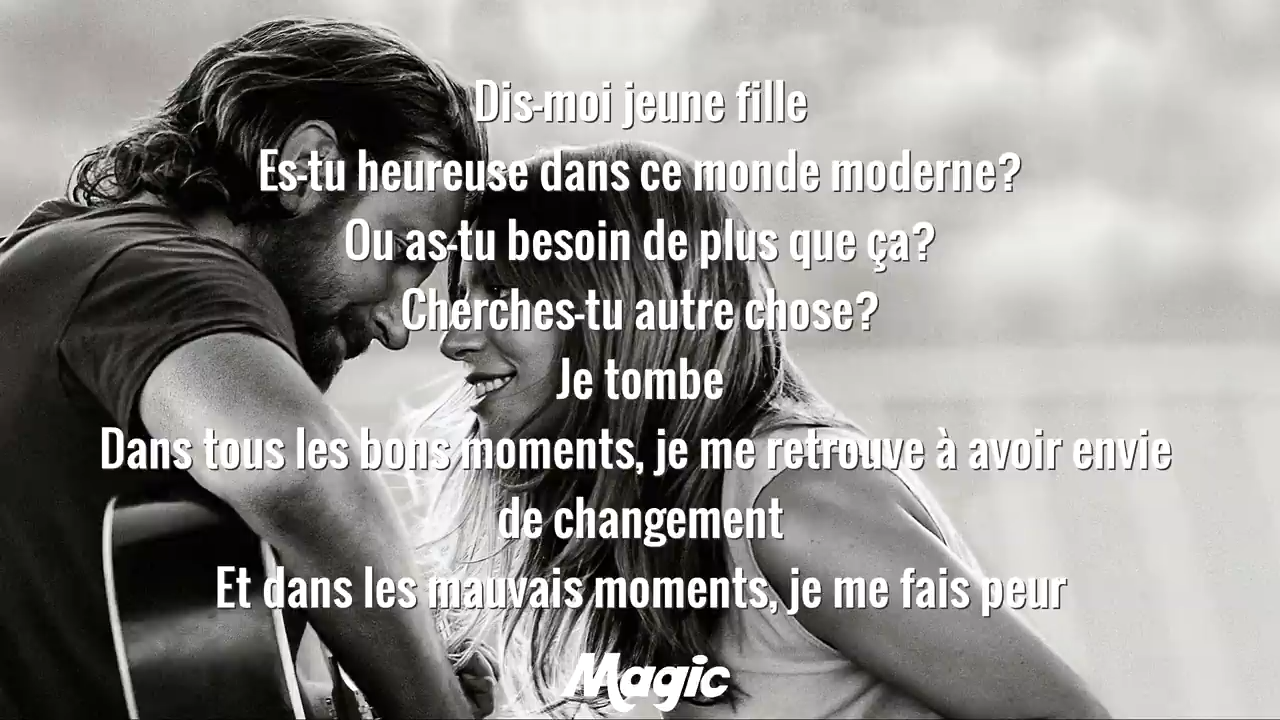 Dis-moi jeune fille
Es-tu heureuse dans ce monde moderne?
Ou as-tu besoin de plus que ça?
Cherches-tu autre chose?
Je tombe
Dans tous les bons moments, je me retrouve à avoir envie
de changement
Et dans les mauvais moments, je me fais peur
Magic